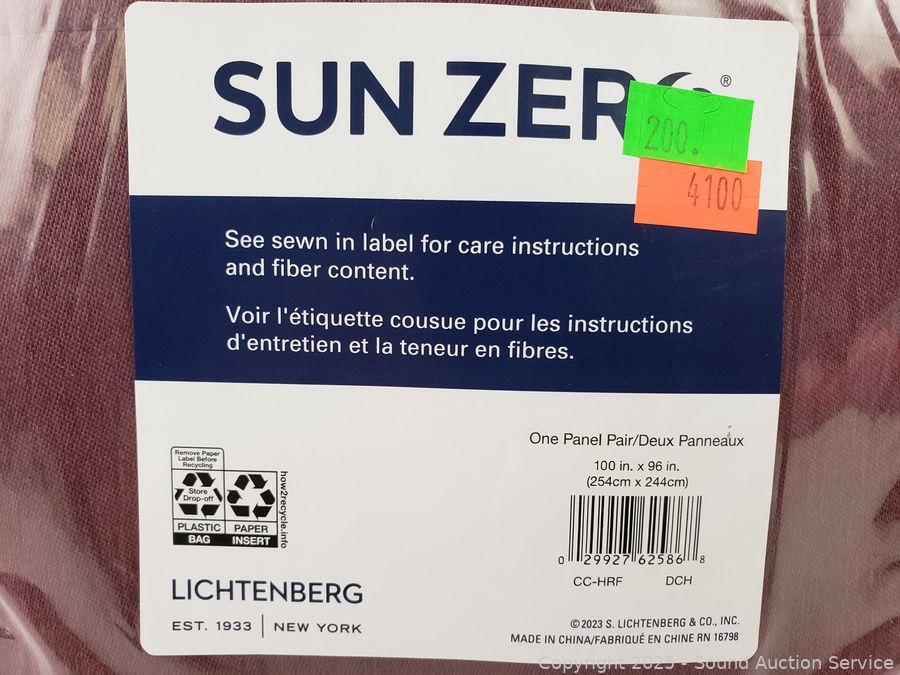 SUN ZERO®
200.
4100
See sewn in label for care instructions
and fiber content.
Voir l'étiquette cousue pour les instructions
d'entretien et la teneur en fibres.
One Panel Pair/Deux Panneaux
100 in. x 96 in.
(254cm x 244cm)
0 29927 62586 8
CC-HRF DCH
Remove Paper
Label Before
Recycling
Store
Drop-off
PLASTIC PAPER
BAG INSERT
how2recycle.info
LICHTENBERG
EST. 1933 | NEW YORK
©2023 S. LICHTENBERG & CO., INC.
MADE IN CHINA/FABRIQUÉ EN CHINE RN 16798
Copyright 2025 - Sound Auction Service